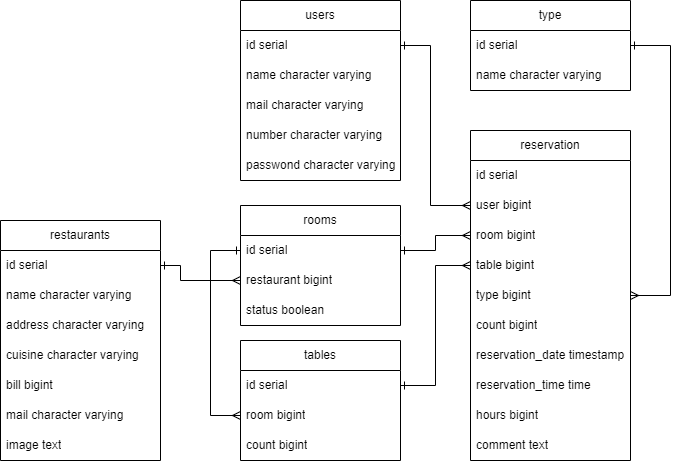 users
id serial
name character varying
mail character varying
number character varying
passwond character varying
type
id serial
name character varying
reservation
id serial
user bigint
room bigint
table bigint
type bigint
count bigint
reservation_date timestamp
reservation_time time
hours bigint
comment text
restaurants
id serial
name character varying
address character varying
cuisine character varying
bill bigint
mail character varying
image text
rooms
id serial
restaurant bigint
status boolean
tables
id serial
room bigint
count bigint